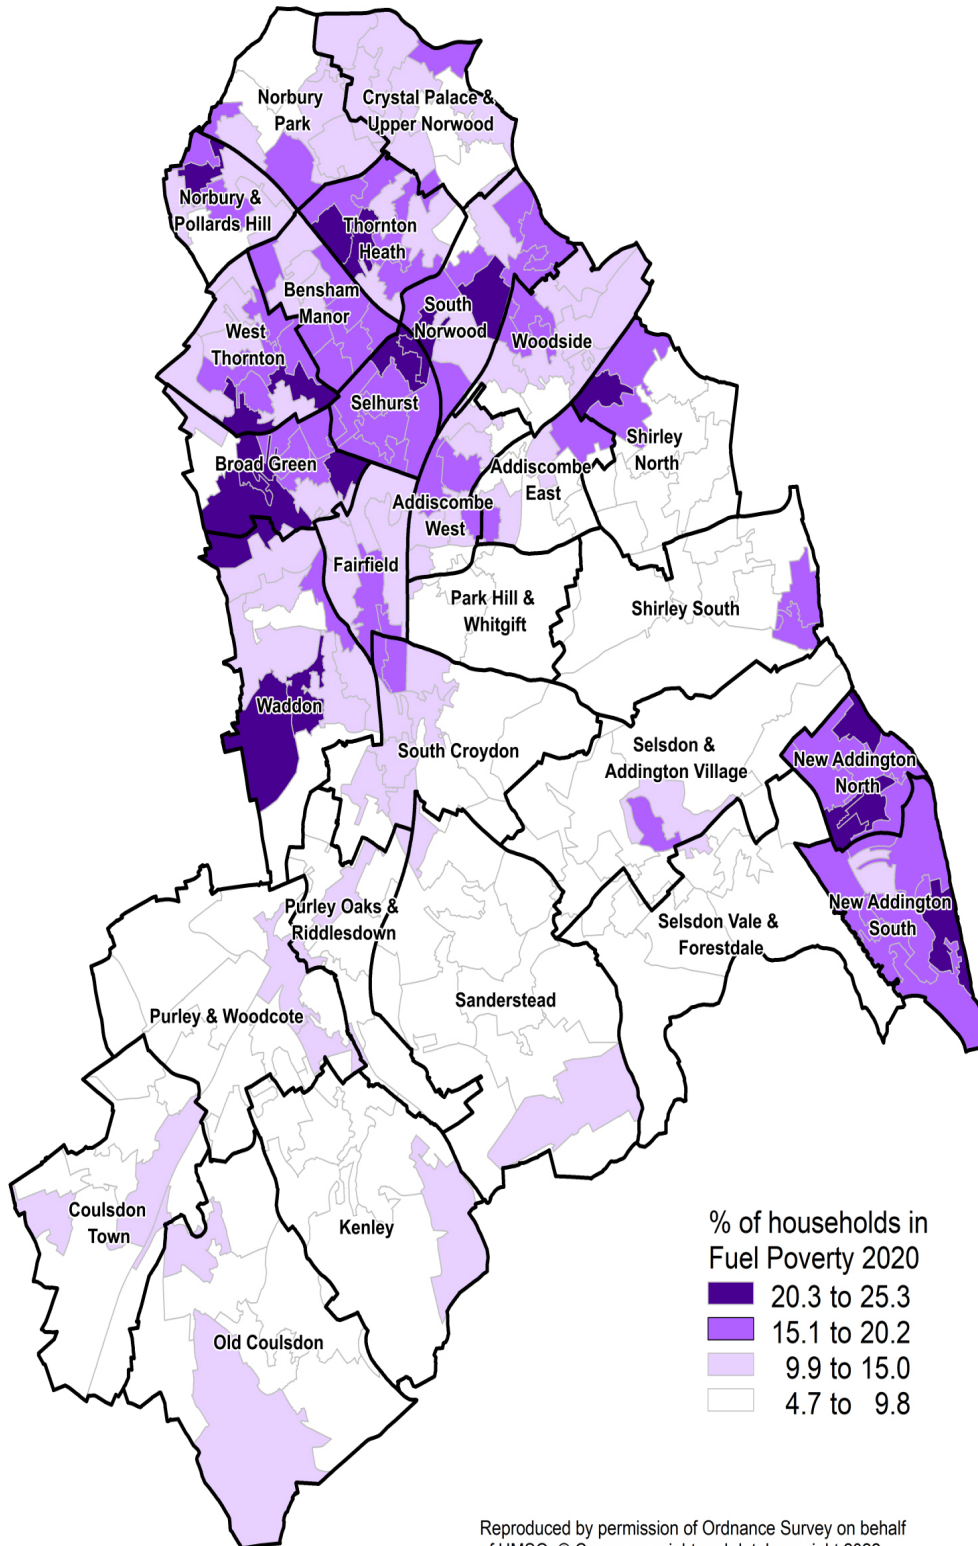 Norbury
Park
Crystal Palace &
Upper Norwood
Norbury &
Pollards Hill
Thornton
Heath
Bensham
Manor
South
Norwood
West
Thornton
Woodside
Selhurst
Shirley
North
Broad Green
Addiscombe
East
Addiscombe
West
Fairfield
Park Hill &
Whitgift
Shirley South
Waddon
South Croydon
Selsdon &
Addington Village
New Addington
North
Purley Oaks &
Riddlesdown
Selsdon Vale &
Forestdale
New Addington
South
Sanderstead
Purley & Woodcote
Coulsdon
Town
Kenley
Old Coulsdon
% of households in
Fuel Poverty 2020
20.3 to 25.3
15.1 to 20.2
9.9 to 15.0
4.7 to 9.8
Reproduced by permission of Ordnance Survey on behalf